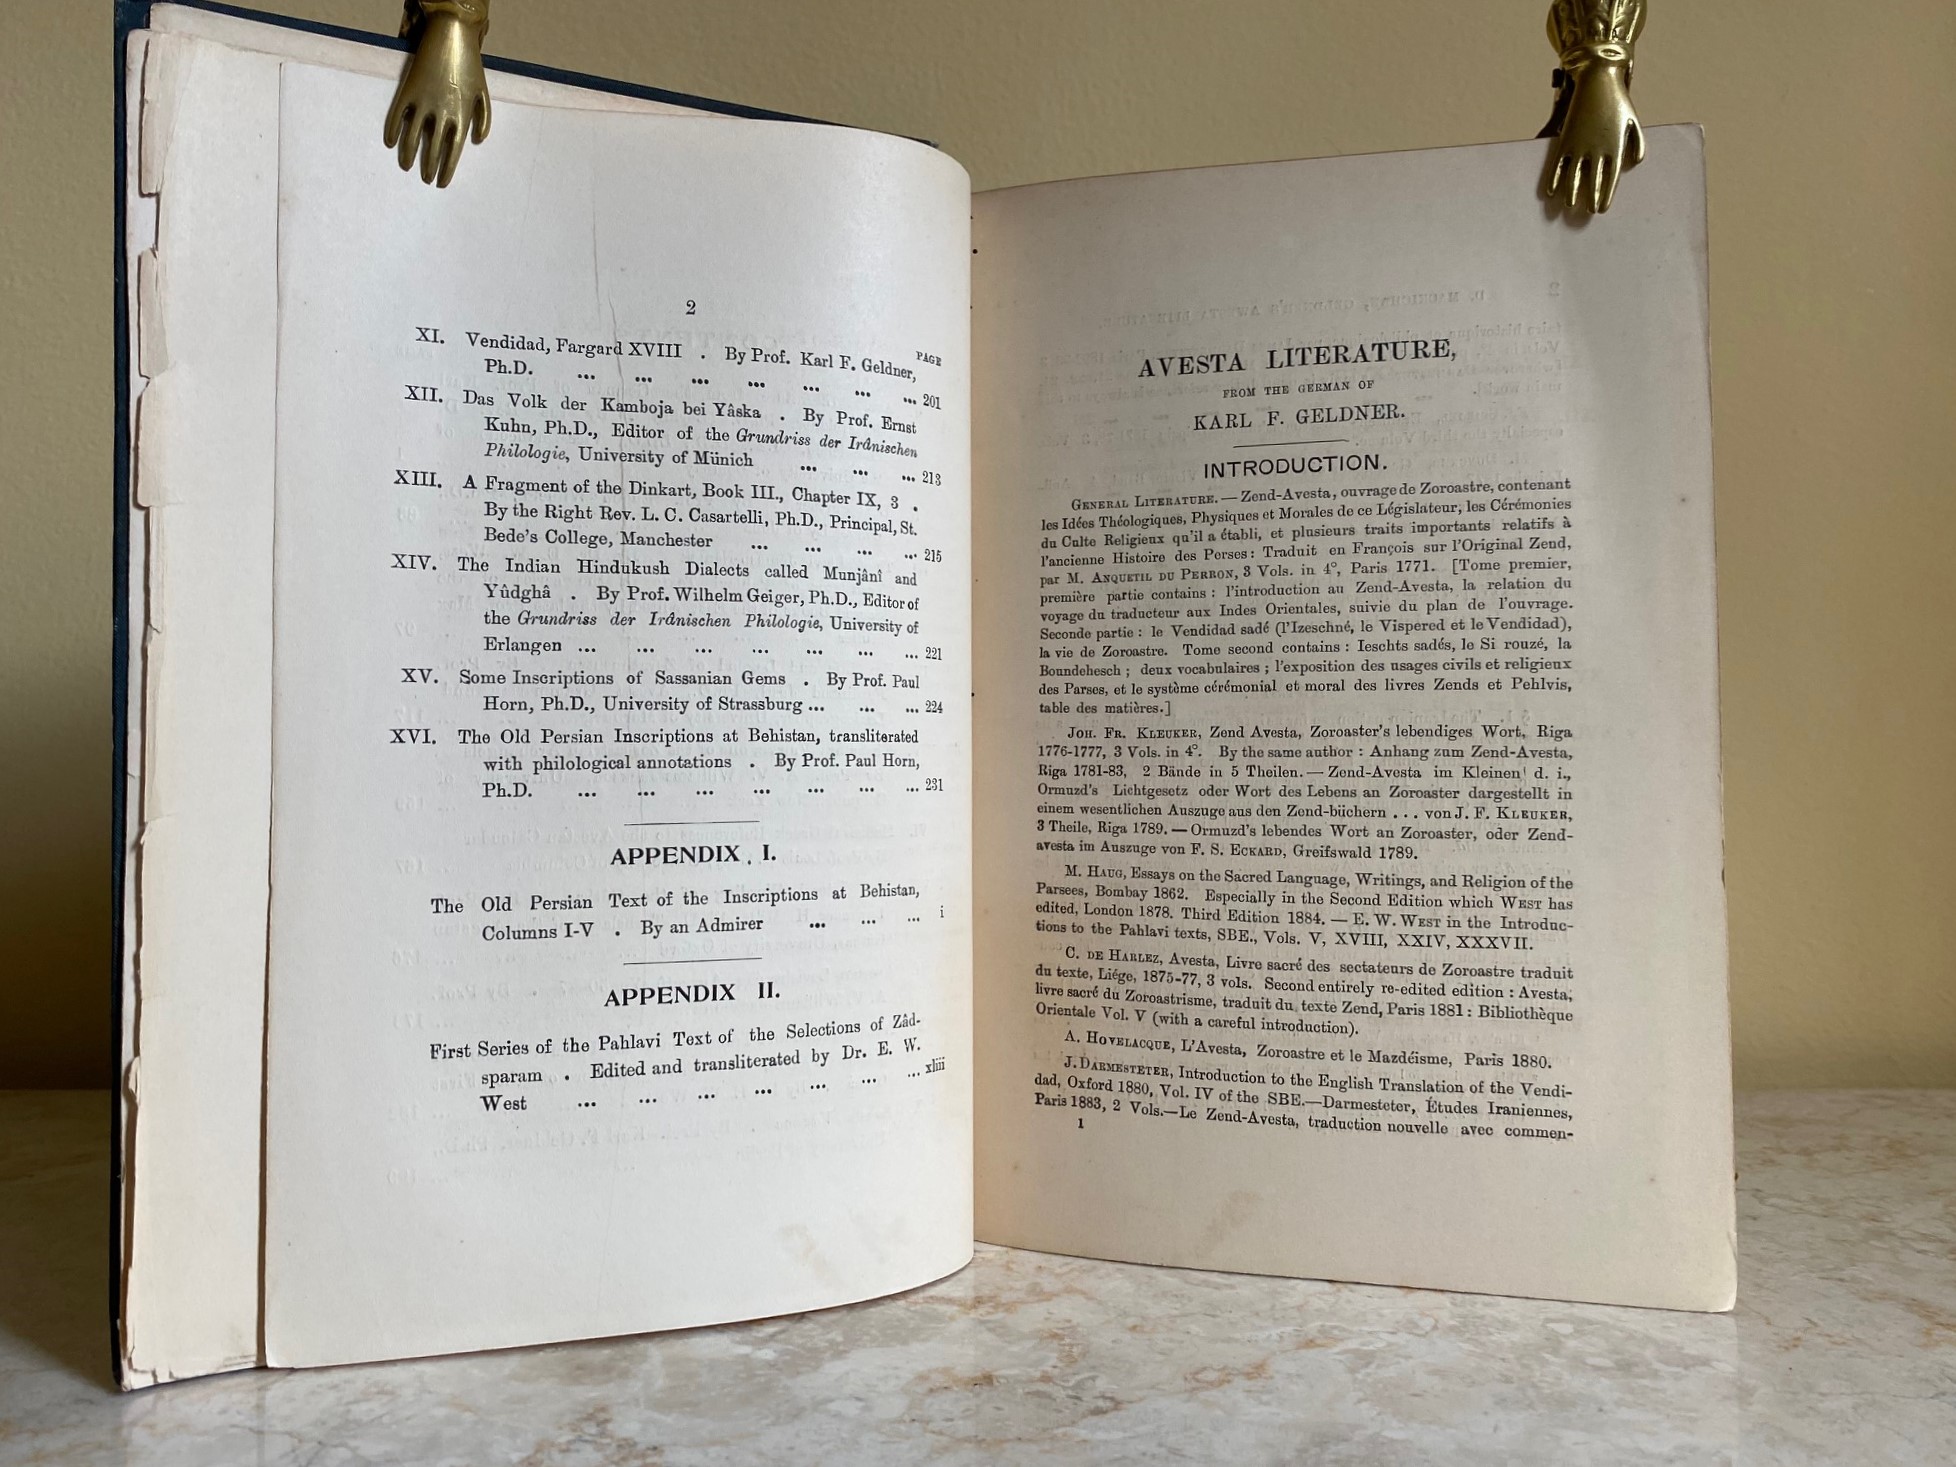 2
PAGE
XI. Vendidad, Fargard XVIII . By Prof. Karl F. Geldner,
Ph.D. ... ... ... ... ... ... ... 201
XII. Das Volk der Kamboja bei Yâska . By Prof. Ernst
Kuhn, Ph.D., Editor of the Grundriss der Irânischen
Philologie, University of Münich ... ... ... 213
XIII. A Fragment of the Dinkart, Book III., Chapter IX, 3 .
By the Right Rev. L. C. Casartelli, Ph.D., Principal, St.
Bede's College, Manchester ... ... ... ... 215
XIV. The Indian Hindukush Dialects called Munjânî and
Yûdghâ . By Prof. Wilhelm Geiger, Ph.D., Editor of
the Grundriss der Irânischen Philologie, University of
Erlangen ... ... ... ... ... ... ... 221
XV. Some Inscriptions of Sassanian Gems . By Prof. Paul
Horn, Ph.D., University of Strassburg ... ... ... 224
XVI. The Old Persian Inscriptions at Behistan, transliterated
with philological annotations . By Prof. Paul Horn,
Ph.D. ... ... ... ... ... ... ... 231
APPENDIX . I.
The Old Persian Text of the Inscriptions at Behistan,
Columns I-V . By an Admirer ... ... ... i
APPENDIX II.
First Series of the Pahlavi Text of the Selections of Zâd-
sparam . Edited and transliterated by Dr. E. W.
West ... ... ... ... ... ... ... xliii
AVESTA LITERATURE,
FROM THE GERMAN OF
KARL F. GELDNER.
INTRODUCTION.
GENERAL LITERATURE. — Zend-Avesta, ouvrage de Zoroastre, contenant
les Idées Théologiques, Physiques et Morales de ce Législateur, les Cérémonies
du Culte Religieux qu'il a établi, et plusieurs traits importants relatifs à
l'ancienne Histoire des Perses: Traduit en François sur l'Original Zend,
par M. ANQUETIL DU PERRON, 3 Vols. in 4°, Paris 1771. [Tome premier,
première partie contains : l'introduction au Zend-Avesta, la relation du
voyage du traducteur aux Indes Orientales, suivie du plan de l'ouvrage.
Seconde partie : le Vendidad sadé (l'Izeschné, le Vispered et le Vendidad),
la vie de Zoroastre. Tome second contains : Ieschts sadés, le Si rouzé, la
Boundehesch ; deux vocabulaires ; l'exposition des usages civils et religieux
des Parses, et le système cérémonial et moral des livres Zends et Pehlvis,
table des matières.]
JOH. FR. KLEUKER, Zend Avesta, Zoroaster's lebendiges Wort, Riga
1776-1777, 3 Vols. in 4°. By the same author : Anhang zum Zend-Avesta,
Riga 1781-83, 2 Bände in 5 Theilen. — Zend-Avesta im Kleinen d. i.,
Ormuzd's Lichtgesetz oder Wort des Lebens an Zoroaster dargestellt in
einem wesentlichen Auszuge aus den Zend-büchern . . . von J. F. KLEUKER,
3 Theile, Riga 1789. — Ormuzd's lebendes Wort an Zoroaster, oder Zend-
avesta im Auszuge von F. S. ECKARD, Greifswald 1789.
M. HAUG, Essays on the Sacred Language, Writings, and Religion of the
Parsees, Bombay 1862. Especially in the Second Edition which WEST has
edited, London 1878. Third Edition 1884. — E. W. WEST in the Introduc-
tions to the Pahlavi texts, SBE., Vols. V, XVIII, XXIV, XXXVII.
C. DE HARLEZ, Avesta, Livre sacré des sectateurs de Zoroastre traduit
du texte, Liége, 1875-77, 3 vols. Second entirely re-edited edition : Avesta,
livre sacré du Zoroastrisme, traduit du texte Zend, Paris 1881 : Bibliothèque
Orientale Vol. V (with a careful introduction).
A. HOVELACQUE, L'Avesta, Zoroastre et le Mazdéisme, Paris 1880.
J. DARMESTETER, Introduction to the English Translation of the Vendi-
dad, Oxford 1880, Vol. IV of the SBE.—Darmesteter, Études Iraniennes,
Paris 1883, 2 Vols.—Le Zend-Avesta, traduction nouvelle avec commen-
1